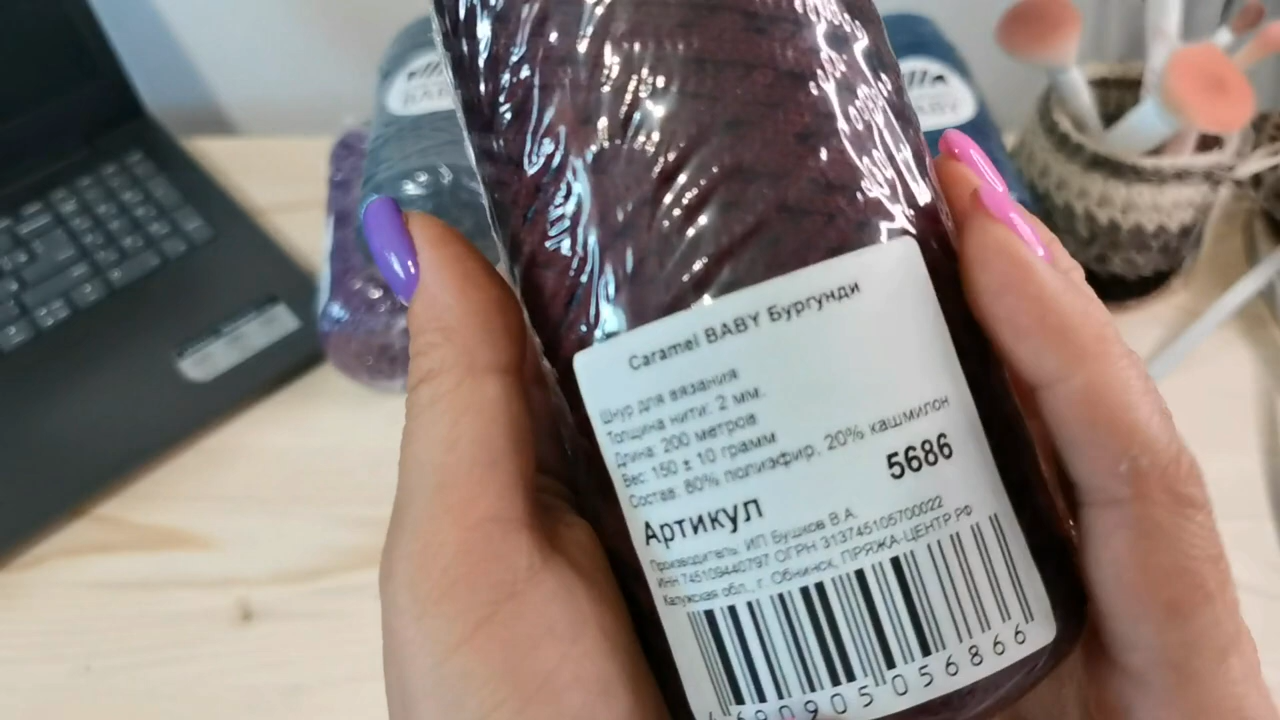 Caramel BABY Бургунди
Шнур для вязания
Толщина нити: 2 мм.
Длина: 200 метров
Вес: 150 ± 10 грамм
Состав: 80% полиэфир, 20% кашмилон
Артикул 5686
Производитель: ИП Бушков В.А.
ИНН 745109440797 ОГРН 313745105700022
Калужская обл., г. Обнинск, ПРЯЖА-ЦЕНТР.РФ
4690905056866
BABY